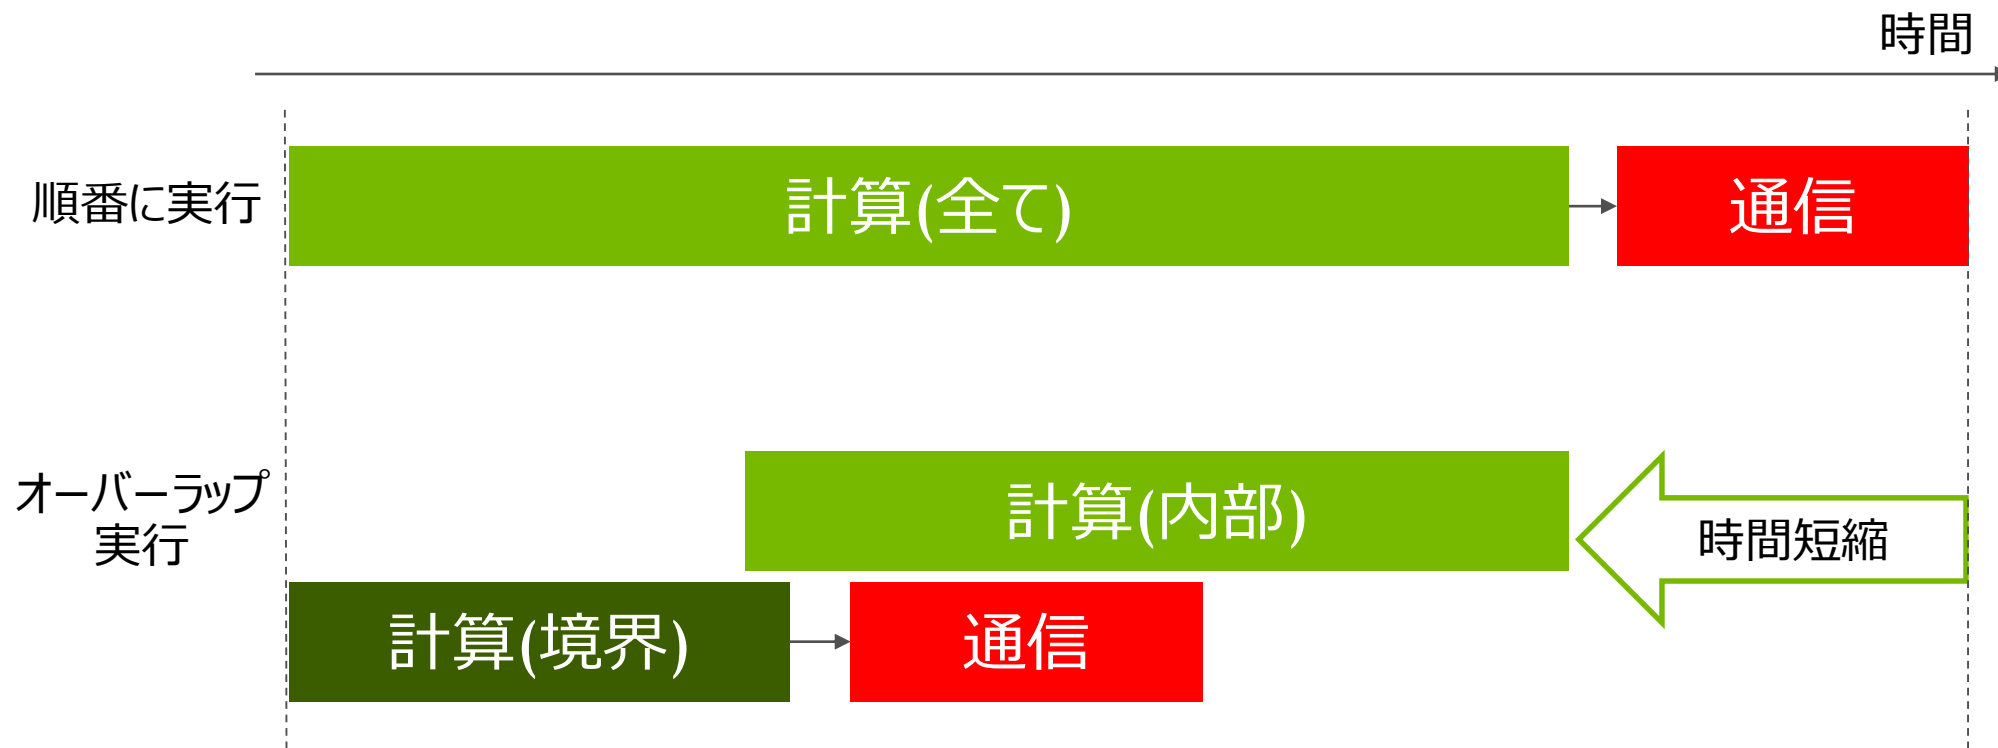 時間
順番に実行
計算(全て)
通信
オーバーラップ
実行
計算(内部)
時間短縮
計算(境界)
通信